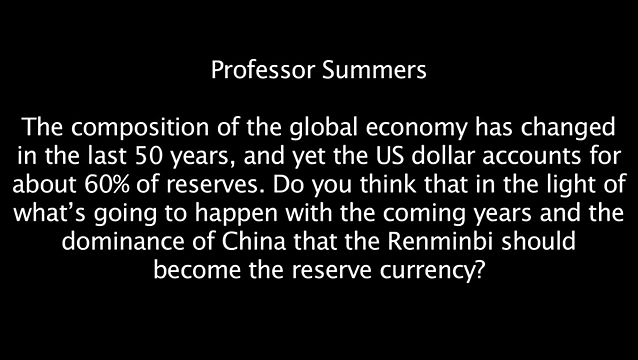 Professor Summers
The composition of the global economy has changed
in the last 50 years, and yet the US dollar accounts for
about 60% of reserves. Do you think that in the light of
what’s going to happen with the coming years and the
dominance of China that the Renminbi should
become the reserve currency?